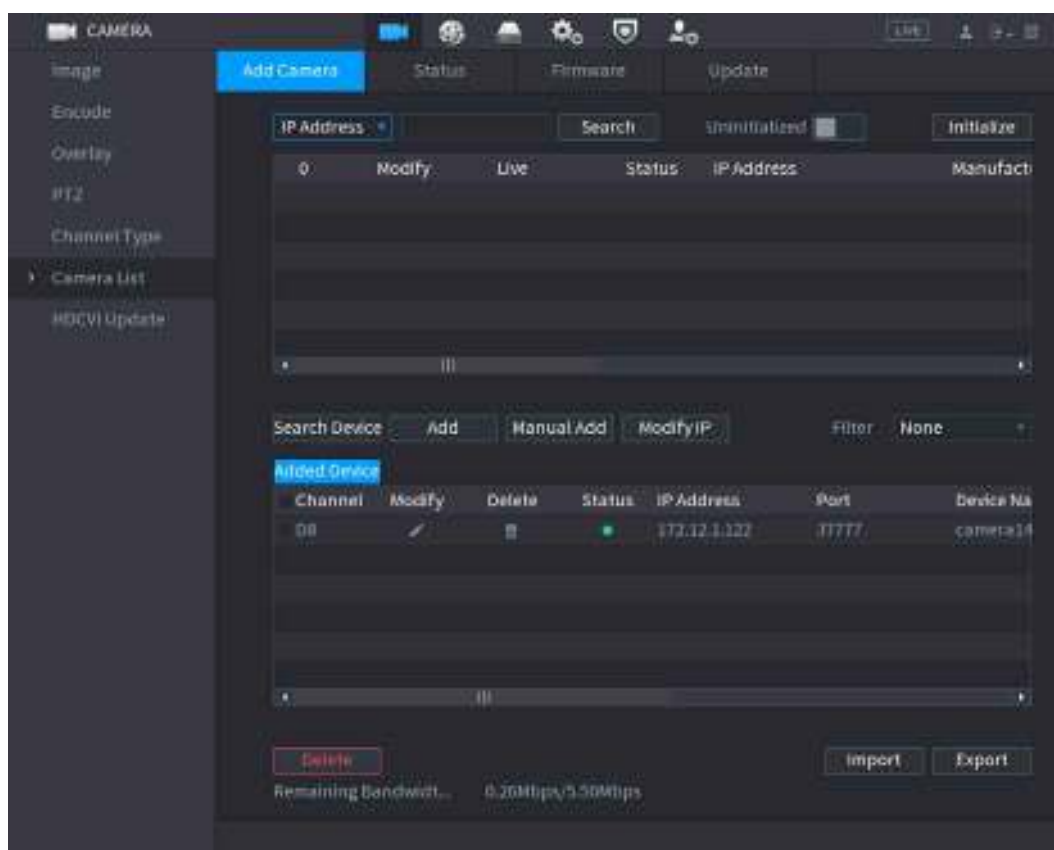 CAMERA LIVE
Image
Encode
Overlay
PTZ
Channel Type
Camera List
HDCVI Update
Add Camera Status Firmware Update
IP Address Search Uninitialized Initialize
0 Modify Live Status IP Address Manufact
Search Device Add Manual Add Modify IP Filter None
Added Device
Channel Modify Delete Status IP Address Port Device Na
D8 172.12.1.122 camera14
Delete Import Export
Remaining Bandwidt... 0.26Mbps/5.50Mbps